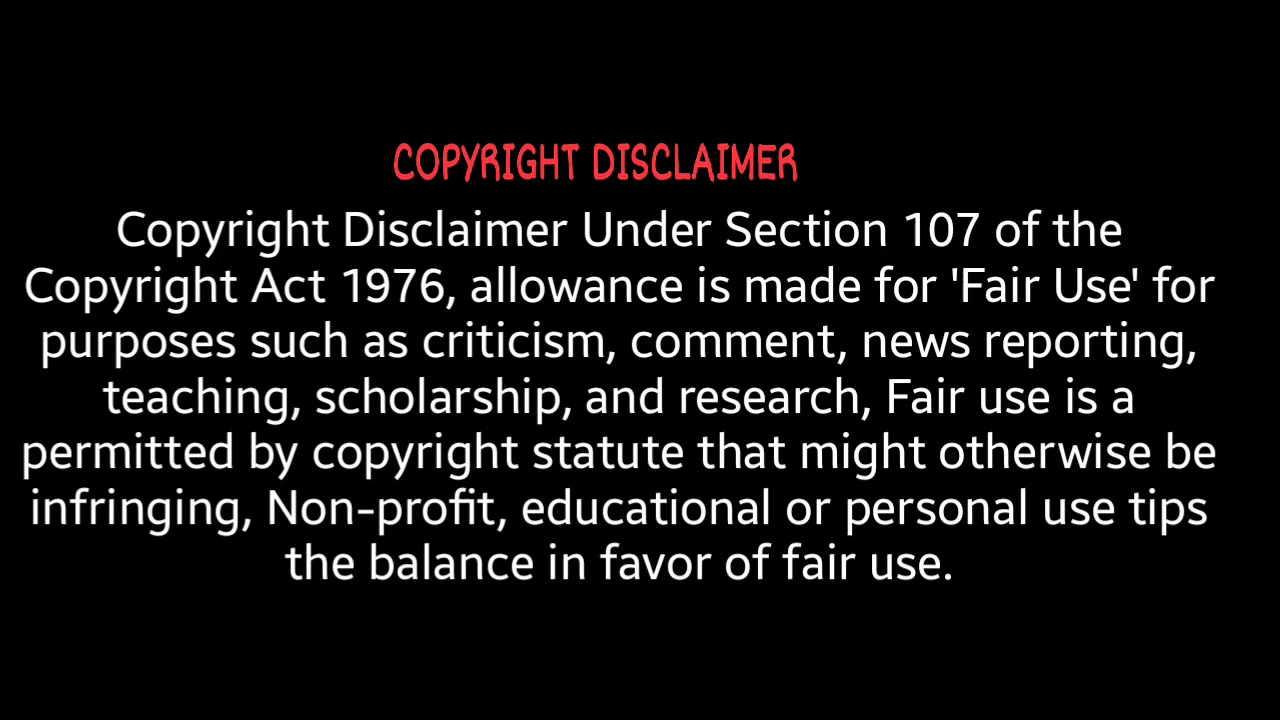 COPYRIGHT DISCLAIMER
Copyright Disclaimer Under Section 107 of the
Copyright Act 1976, allowance is made for 'Fair Use' for
purposes such as criticism, comment, news reporting,
teaching, scholarship, and research, Fair use is a
permitted by copyright statute that might otherwise be
infringing, Non-profit, educational or personal use tips
the balance in favor of fair use.